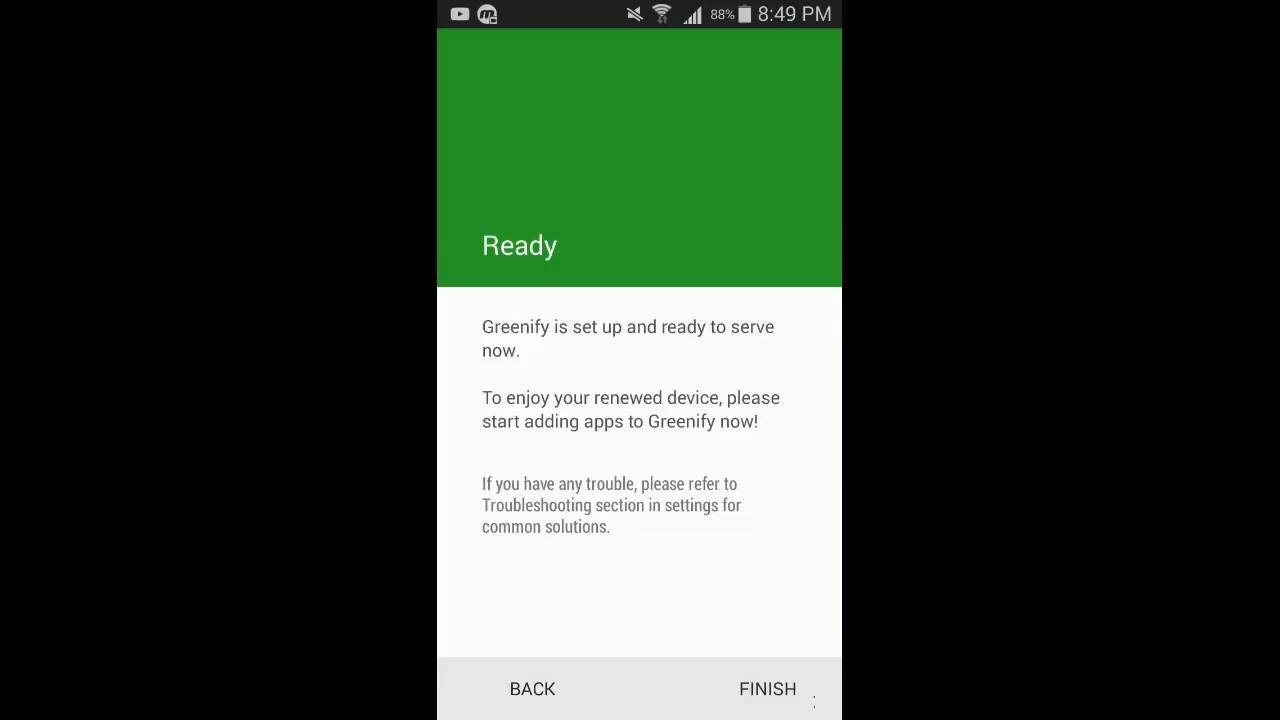 88% 8:49 PM
Ready
Greenify is set up and ready to serve
now.
To enjoy your renewed device, please
start adding apps to Greenify now!
If you have any trouble, please refer to
Troubleshooting section in settings for
common solutions.
BACK FINISH